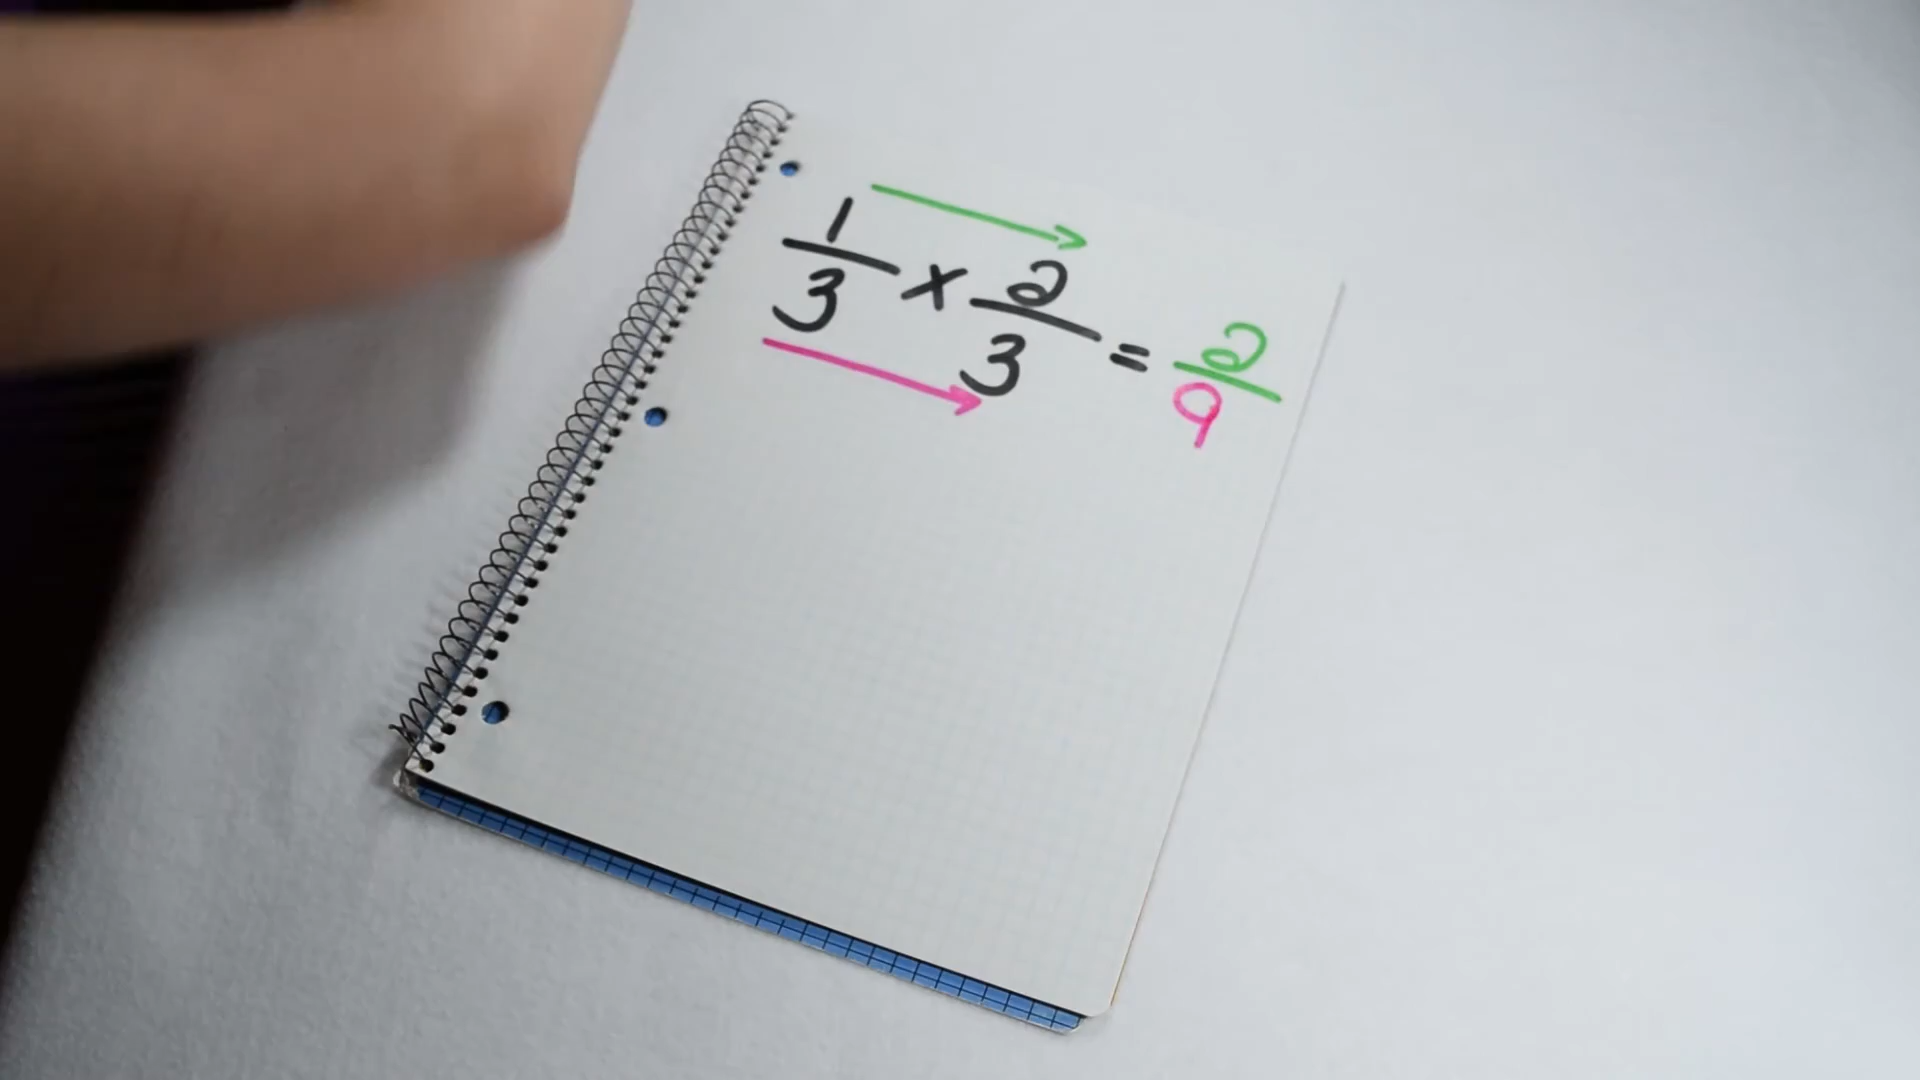 1/3 x 2/3 = 2/9